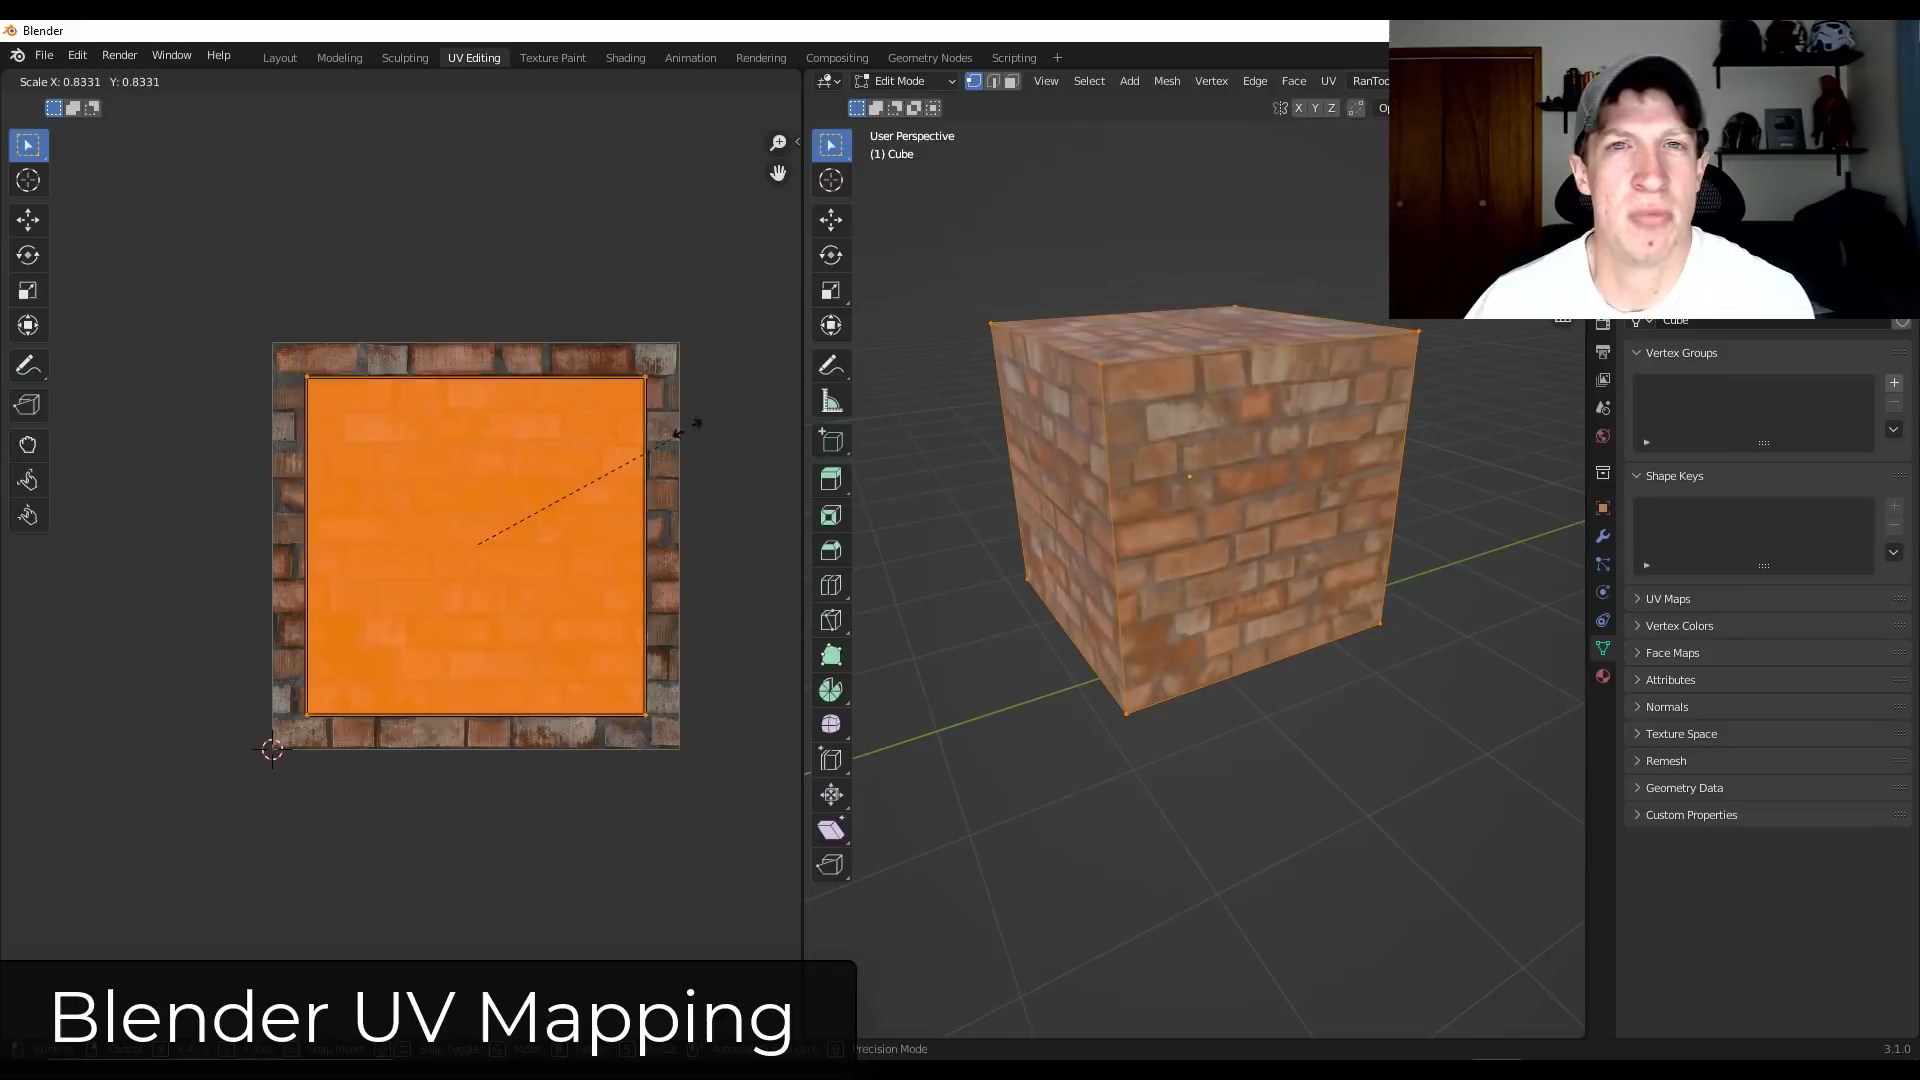 Blender
File Edit Render Window Help
Layout Modeling Sculpting UV Editing Texture Paint Shading Animation Rendering Compositing Geometry Nodes Scripting
Scale X: 0.8331 Y: 0.8331
Edit Mode View Select Add Mesh Vertex Edge Face UV RanToo
X Y Z Op
User Perspective
(1) Cube
Cube
Vertex Groups
Shape Keys
UV Maps
Vertex Colors
Face Maps
Attributes
Normals
Texture Space
Remesh
Geometry Data
Custom Properties
Blender UV Mapping
Precision Mode
3.1.0